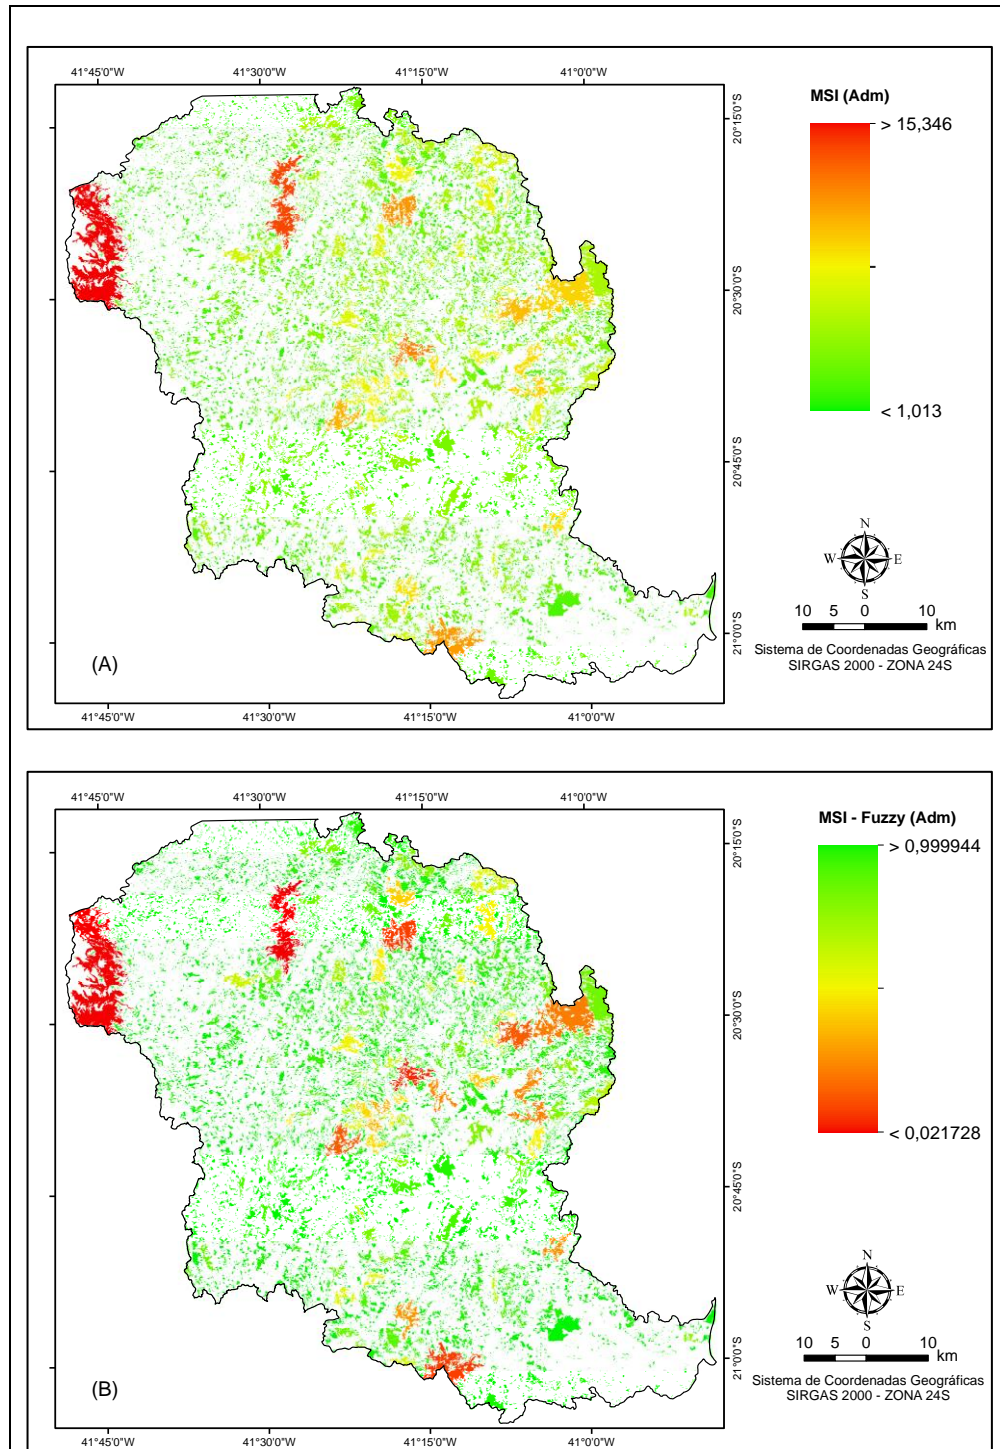 41°45'0"W 41°30'0"W 41°15'0"W 41°0'0"W
MSI (Adm)
> 15,346
< 1,013
20°15'0"S
20°30'0"S
20°45'0"S
21°0'0"S
N
W E
S
10 5 0 10
km
Sistema de Coordenadas Geográficas
SIRGAS 2000 - ZONA 24S
(A)
41°45'0"W 41°30'0"W 41°15'0"W 41°0'0"W
41°45'0"W 41°30'0"W 41°15'0"W 41°0'0"W
MSI - Fuzzy (Adm)
> 0,999944
< 0,021728
20°15'0"S
20°30'0"S
20°45'0"S
21°0'0"S
N
W E
S
10 5 0 10
km
Sistema de Coordenadas Geográficas
SIRGAS 2000 - ZONA 24S
(B)
41°45'0"W 41°30'0"W 41°15'0"W 41°0'0"W